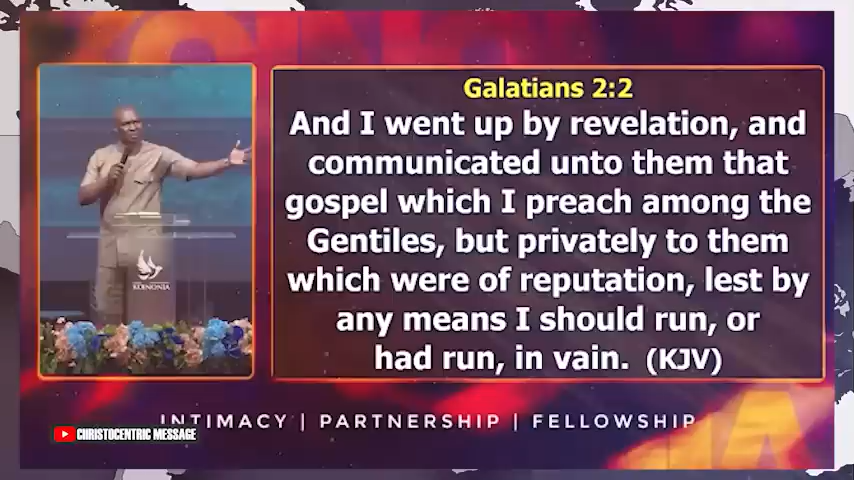 Galatians 2:2
And I went up by revelation, and
communicated unto them that
gospel which I preach among the
Gentiles, but privately to them
which were of reputation, lest by
any means I should run, or
had run, in vain. (KJV)
KOINONIA
INTIMACY | PARTNERSHIP | FELLOWSHIP
CHRISTOCENTRIC MESSAGE